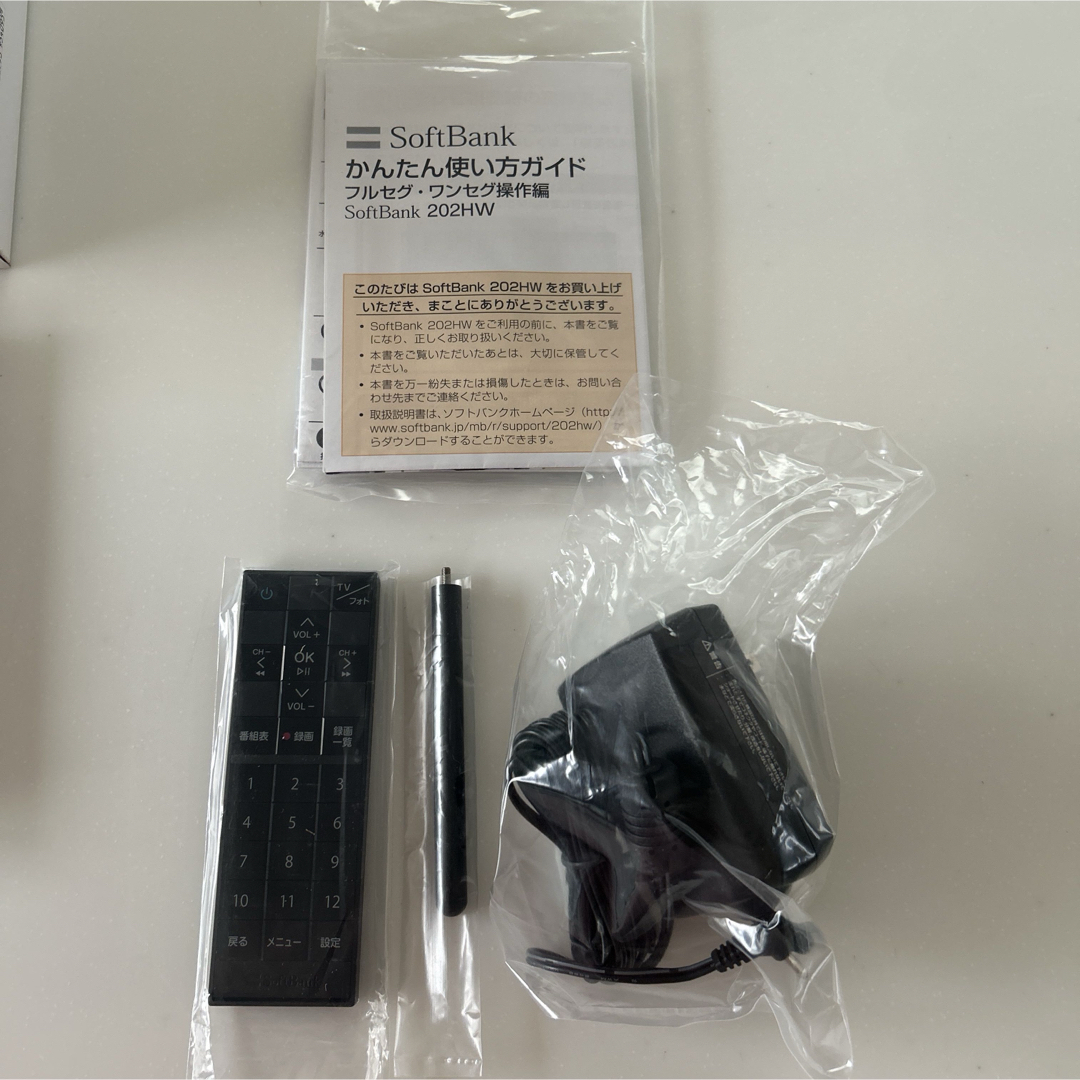 SoftBank
かんたん使い方ガイド
フルセグ・ワンセグ操作編
SoftBank 202HW
このたびは SoftBank 202HW をお買い上げ
いただき、まことにありがとうございます。
• SoftBank 202HW をご利用の前に、本書をご覧
になり、正しくお取り扱いください。
• 本書をご覧いただいたあとは、大切に保管してく
ださい。
• 本書を万一紛失または損傷したときは、お問い合
わせ先までご連絡ください。
• 取扱説明書は、ソフトバンクホームページ（http:/
www.softbank.jp/mb/r/support/202hw/）
らダウンロードすることができます。
TV/フォト
VOL +
CH - OK CH +
VOL -
番組表 録画 録画
一覧
1 2 3
4 5 6
7 8 9
10 11 12
戻る メニュー 設定
SoftBank